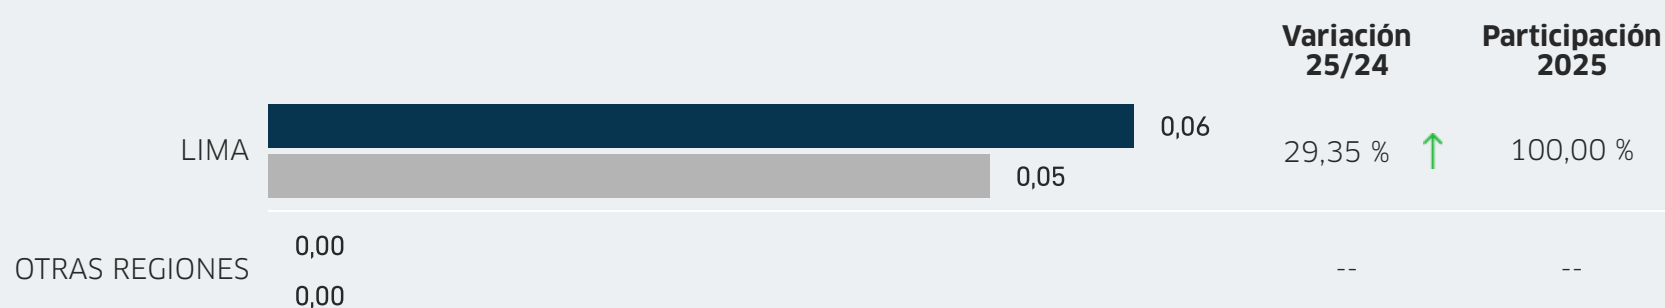 Variación Participación
25/24 2025
0,06
LIMA 29,35 % ↑ 100,00 %
0,05
0,00
OTRAS REGIONES -- --
0,00